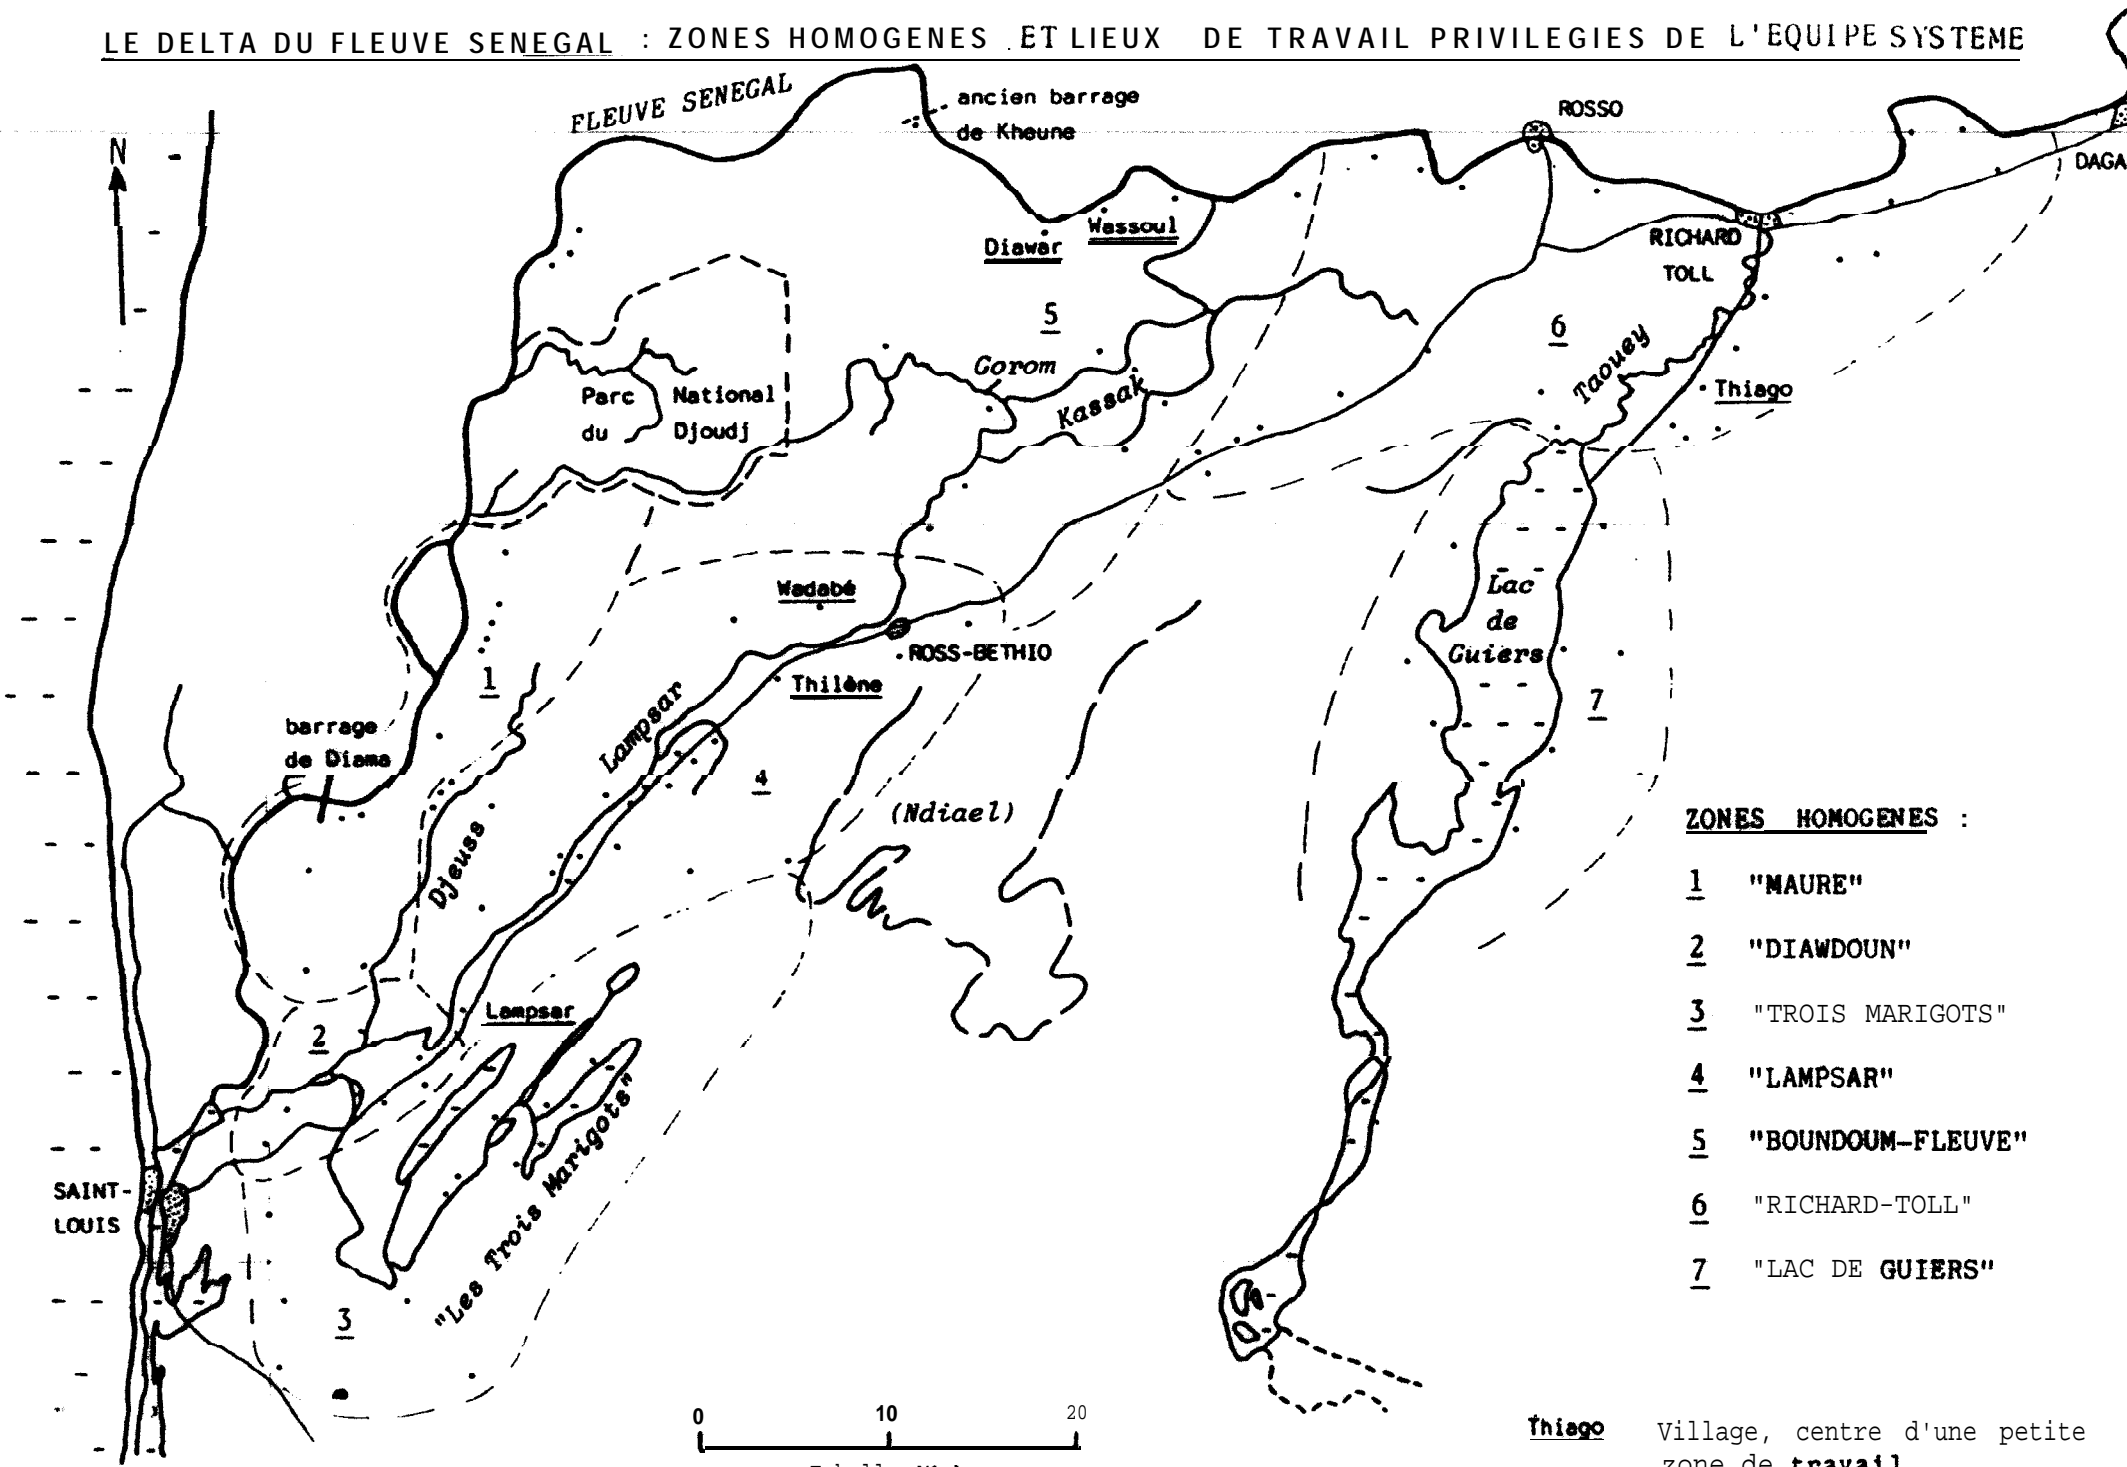 LE DELTA DU FLEUVE SENEGAL : ZONES HOMOGENES ET LIEUX DE TRAVAIL PRIVILEGIES DE L'EQUIPE SYSTEME
FLEUVE SENEGAL
ancien barrage
de Kheune
ROSSO
N
DAGA
Diawar
Wassoul
RICHARD
TOLL
5
6
Gorom
Taouey
Parc National
du Djoudj
Kassak
Thiago
Wadabé
Lac
de
Guiers
ROSS-BETHIO
1
Thilène
7
Lampsar
barrage
de Diama
4
(Ndiael)
Djeuss
ZONES HOMOGENES :
1 "MAURE"
2 "DIAWDOUN"
3 "TROIS MARIGOTS"
4 "LAMPSAR"
5 "BOUNDOUM-FLEUVE"
6 "RICHARD-TOLL"
7 "LAC DE GUIERS"
Lampsar
2
"Les Trois Marigots"
SAINT-
LOUIS
3
0 10 20
Thiago Village, centre d'une petite
zone de travail